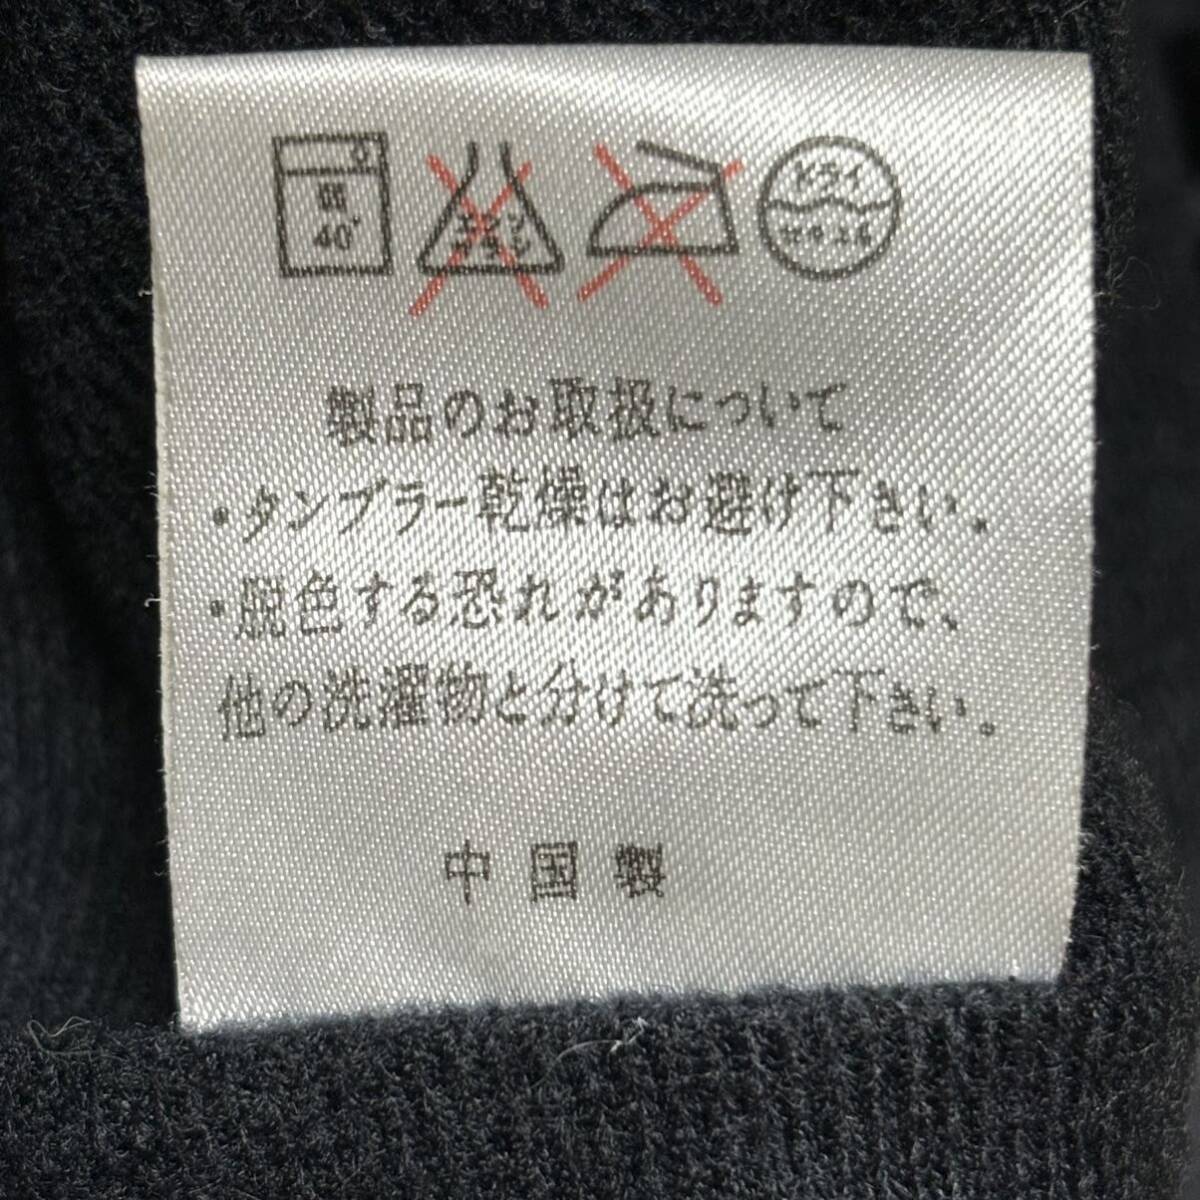 弱
40°
エンソ
サラシ
ドライ
セキユ系
製品のお取扱について
・タンブラー乾燥はお避け下さい。
・脱色する恐れがありますので、
他の洗濯物と分けて洗って下さい。
中国製